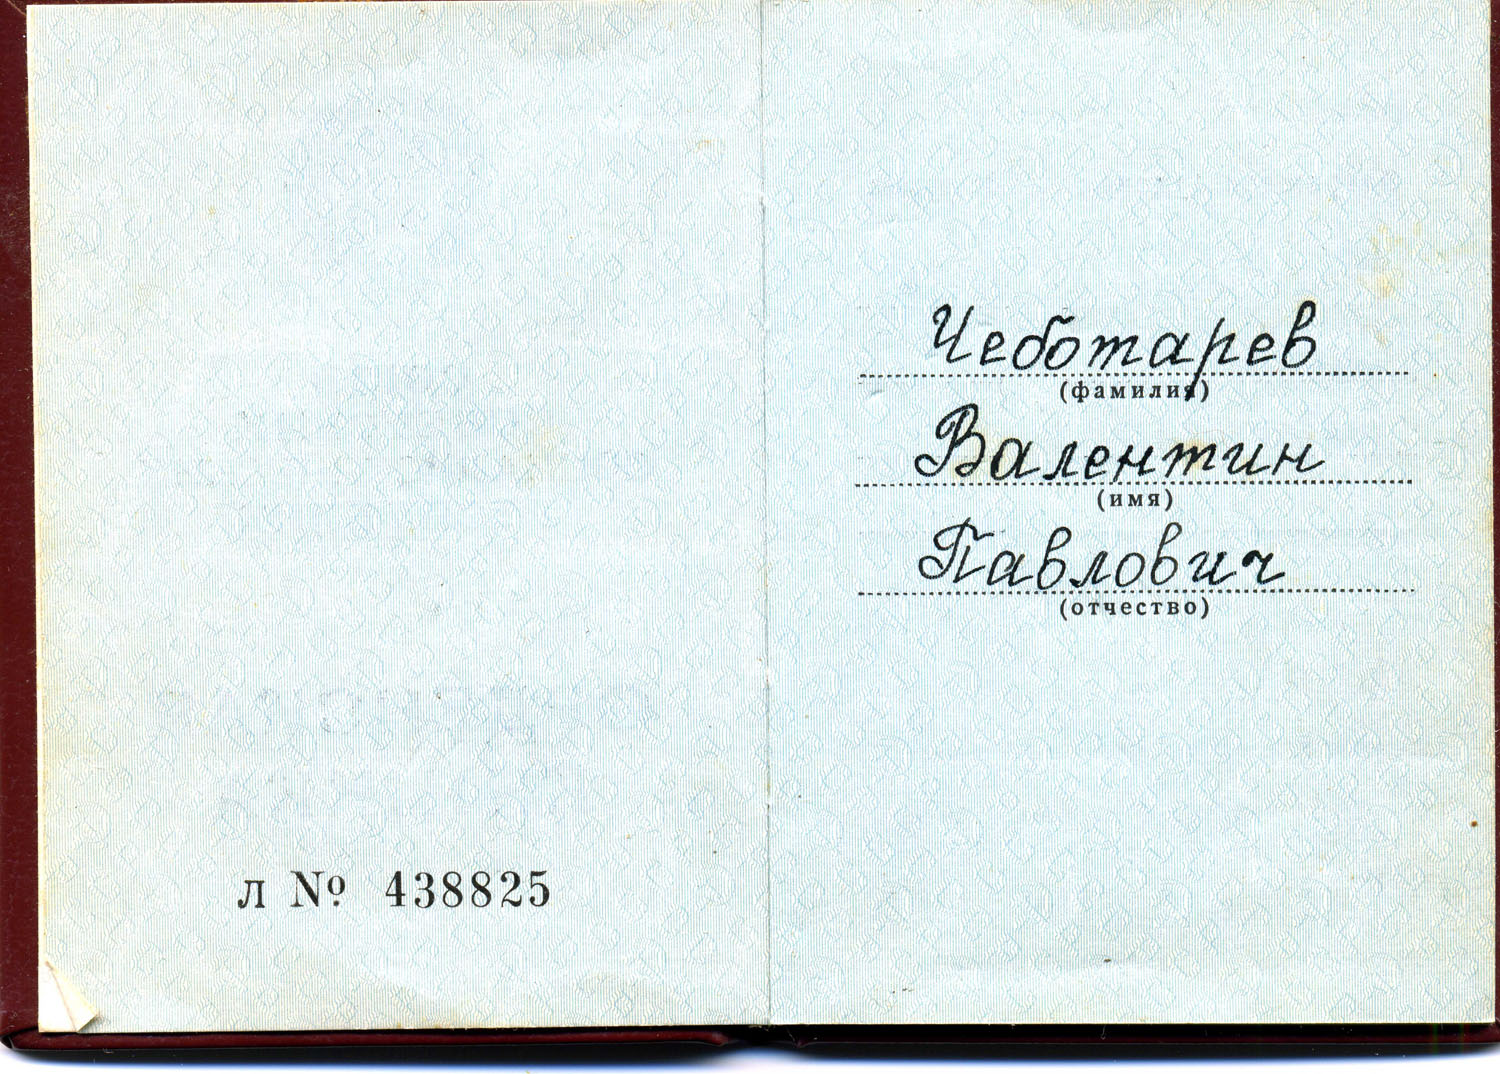 л № 438825
Чеботарев
(фамилия)
Валентин
(имя)
Павлович
(отчество)